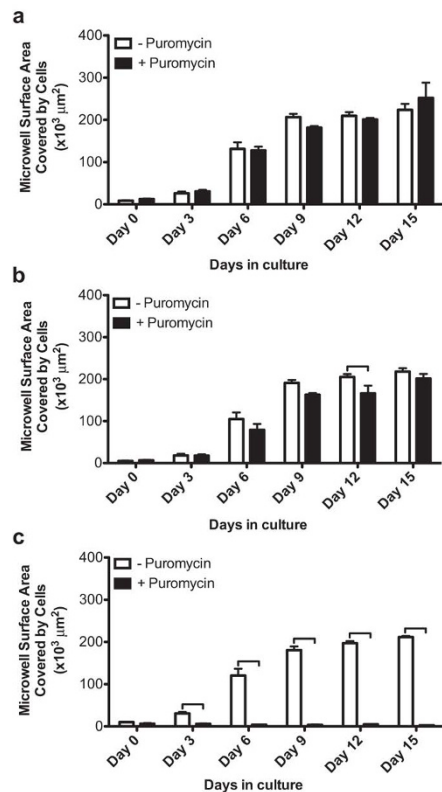 a
Microwell Surface Area
Covered by Cells
(x10³ μm²)
- Puromycin
+ Puromycin
400
300
200
100
0
Day 0
Day 3
Day 6
Day 9
Day 12
Day 15
Days in culture
b
Microwell Surface Area
Covered by Cells
(x10³ μm²)
- Puromycin
+ Puromycin
400
300
200
100
0
Day 0
Day 3
Day 6
Day 9
Day 12
Day 15
Days in culture
c
Microwell Surface Area
Covered by Cells
(x10³ μm²)
- Puromycin
+ Puromycin
400
300
200
100
0
Day 0
Day 3
Day 6
Day 9
Day 12
Day 15
Days in culture